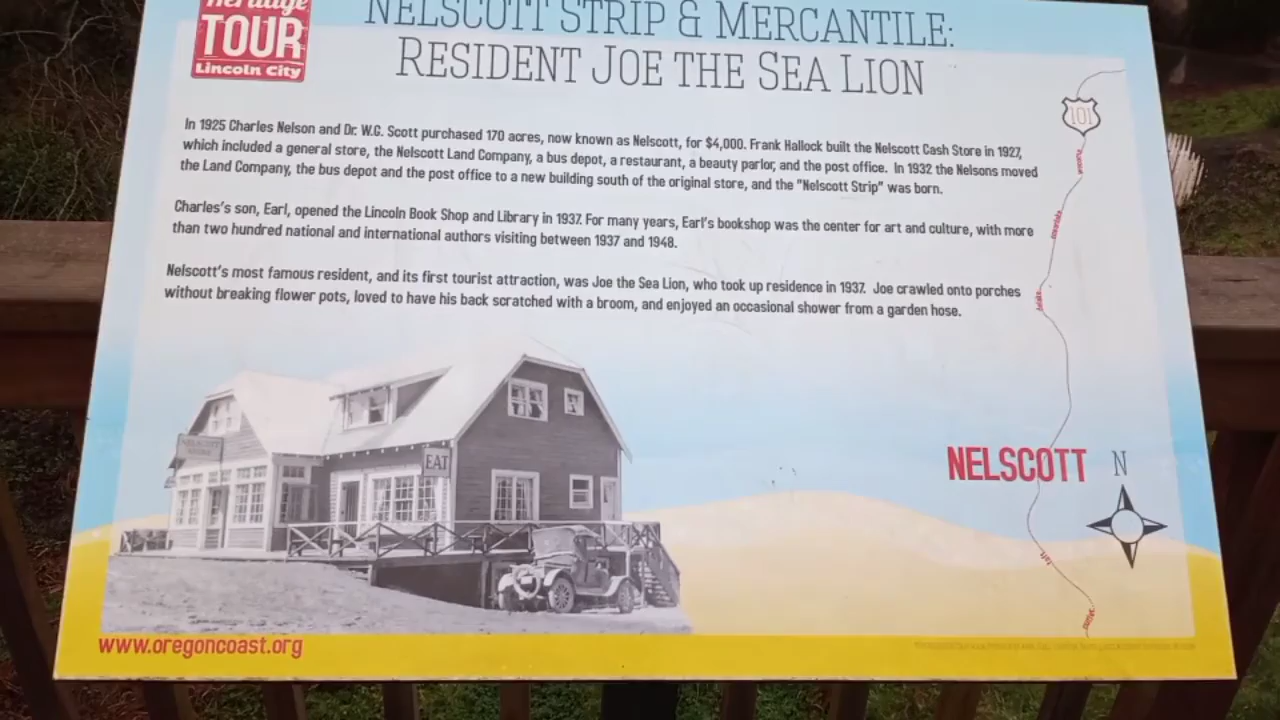 Heritage
TOUR
Lincoln City
NELSCOTT STRIP & MERCANTILE:
RESIDENT JOE THE SEA LION
In 1925 Charles Nelson and Dr. W.G. Scott purchased 170 acres, now known as Nelscott, for $4,000. Frank Hallock built the Nelscott Cash Store in 1927,
which included a general store, the Nelscott Land Company, a bus depot, a restaurant, a beauty parlor, and the post office. In 1932 the Nelsons moved
the Land Company, the bus depot and the post office to a new building south of the original store, and the "Nelscott Strip" was born.
Charles's son, Earl, opened the Lincoln Book Shop and Library in 1937. For many years, Earl's bookshop was the center for art and culture, with more
than two hundred national and international authors visiting between 1937 and 1948.
Nelscott's most famous resident, and its first tourist attraction, was Joe the Sea Lion, who took up residence in 1937. Joe crawled onto porches
without breaking flower pots, loved to have his back scratched with a broom, and enjoyed an occasional shower from a garden hose.
101
EAT
NELSCOTT
N
www.oregoncoast.org